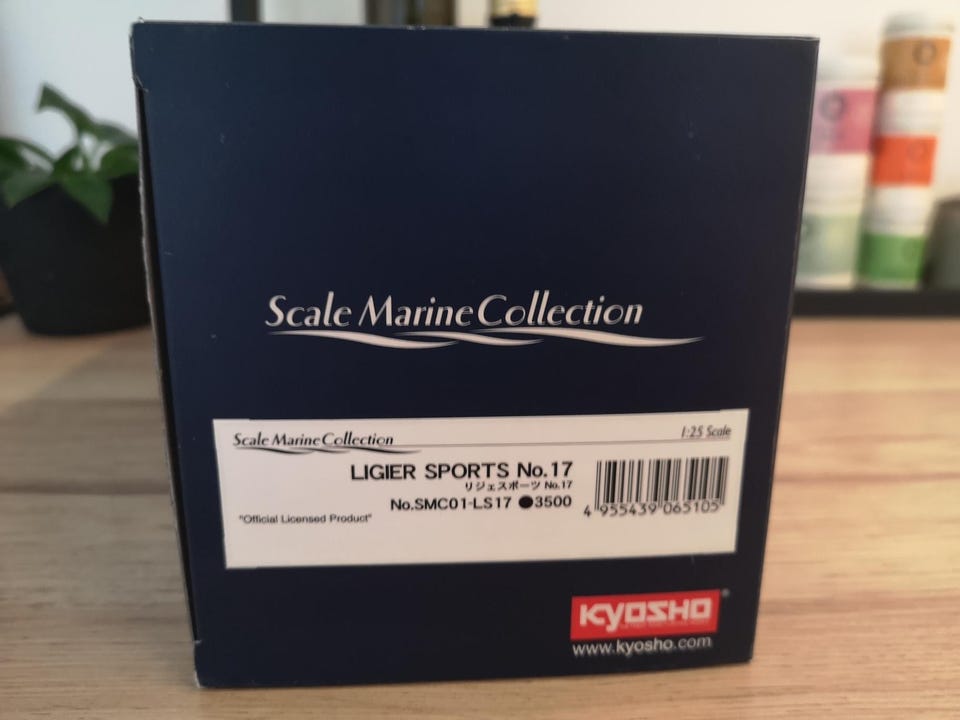 Scale Marine Collection
Scale Marine Collection
1:25 Scale
LIGIER SPORTS No.17
リジェスポーツ No.17
No.SMC01-LS17 ●3500
"Official Licensed Product"
4 955439 065105
KYOSHO
www.kyosho.com